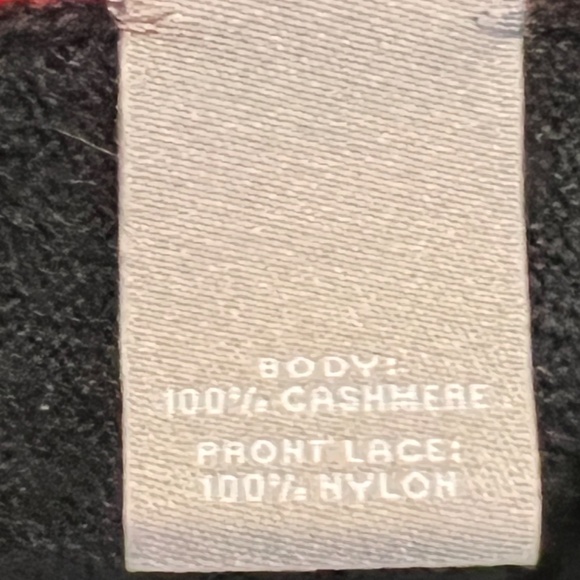 BODY:
100% CASHMERE
FRONT LACE:
100% NYLON